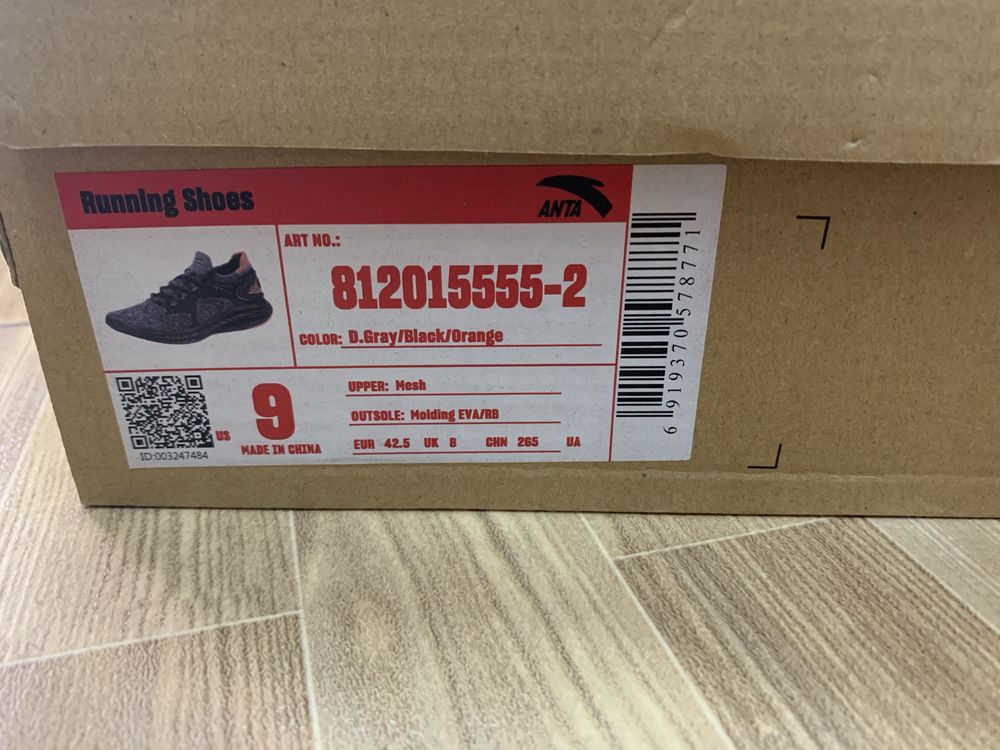 Running Shoes
ANTA
ART NO.:
812015555-2
COLOR: D.Gray/Black/Orange
US 9
MADE IN CHINA
ID:003247484
UPPER: Mesh
OUTSOLE: Molding EVA/RB
EUR 42.5 UK 8 CHN 265 UA
6 919370 578771